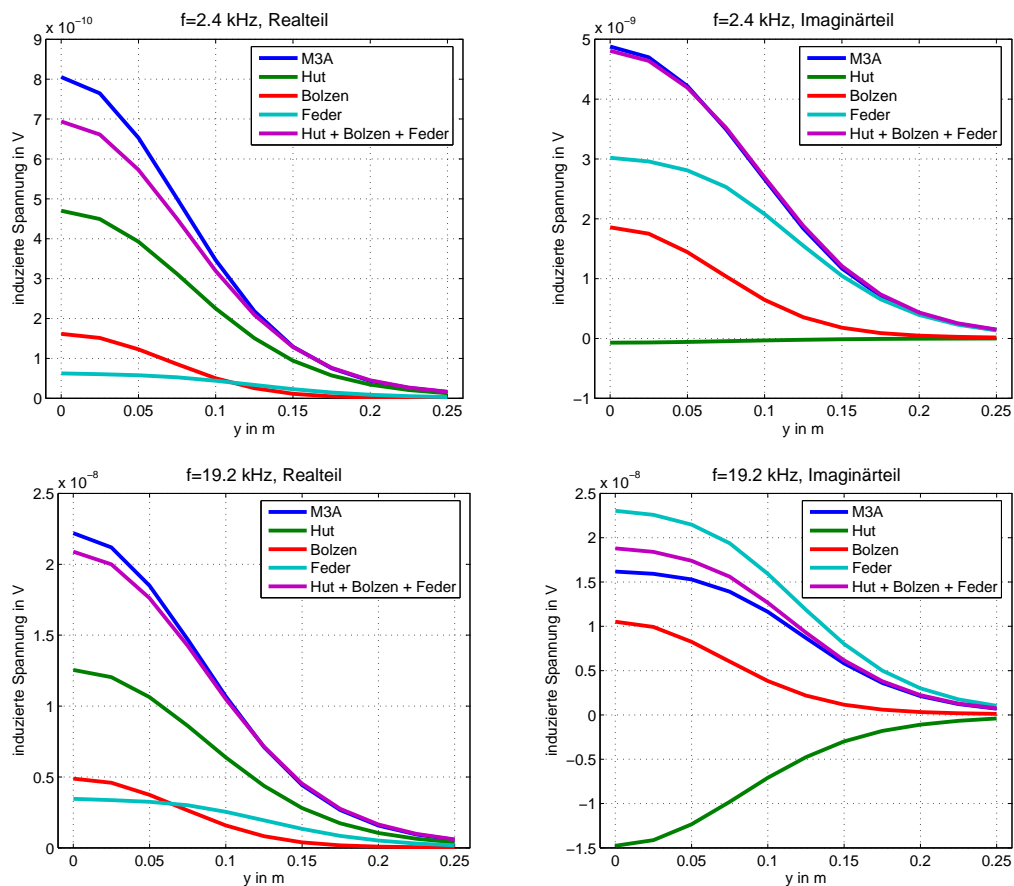 f=2.4 kHz, Realteil
x 10⁻¹⁰
9
8
7
6
5
4
3
2
1
0
induzierte Spannung in V
M3A
Hut
Bolzen
Feder
Hut + Bolzen + Feder
0 0.05 0.1 0.15 0.2 0.25
y in m
f=2.4 kHz, Imaginärteil
x 10⁻⁹
5
4
3
2
1
0
−1
induzierte Spannung in V
M3A
Hut
Bolzen
Feder
Hut + Bolzen + Feder
0 0.05 0.1 0.15 0.2 0.25
y in m
f=19.2 kHz, Realteil
x 10⁻⁸
2.5
2
1.5
1
0.5
0
induzierte Spannung in V
M3A
Hut
Bolzen
Feder
Hut + Bolzen + Feder
0 0.05 0.1 0.15 0.2 0.25
y in m
f=19.2 kHz, Imaginärteil
x 10⁻⁸
2.5
2
1.5
1
0.5
0
−0.5
−1
−1.5
induzierte Spannung in V
M3A
Hut
Bolzen
Feder
Hut + Bolzen + Feder
0 0.05 0.1 0.15 0.2 0.25
y in m